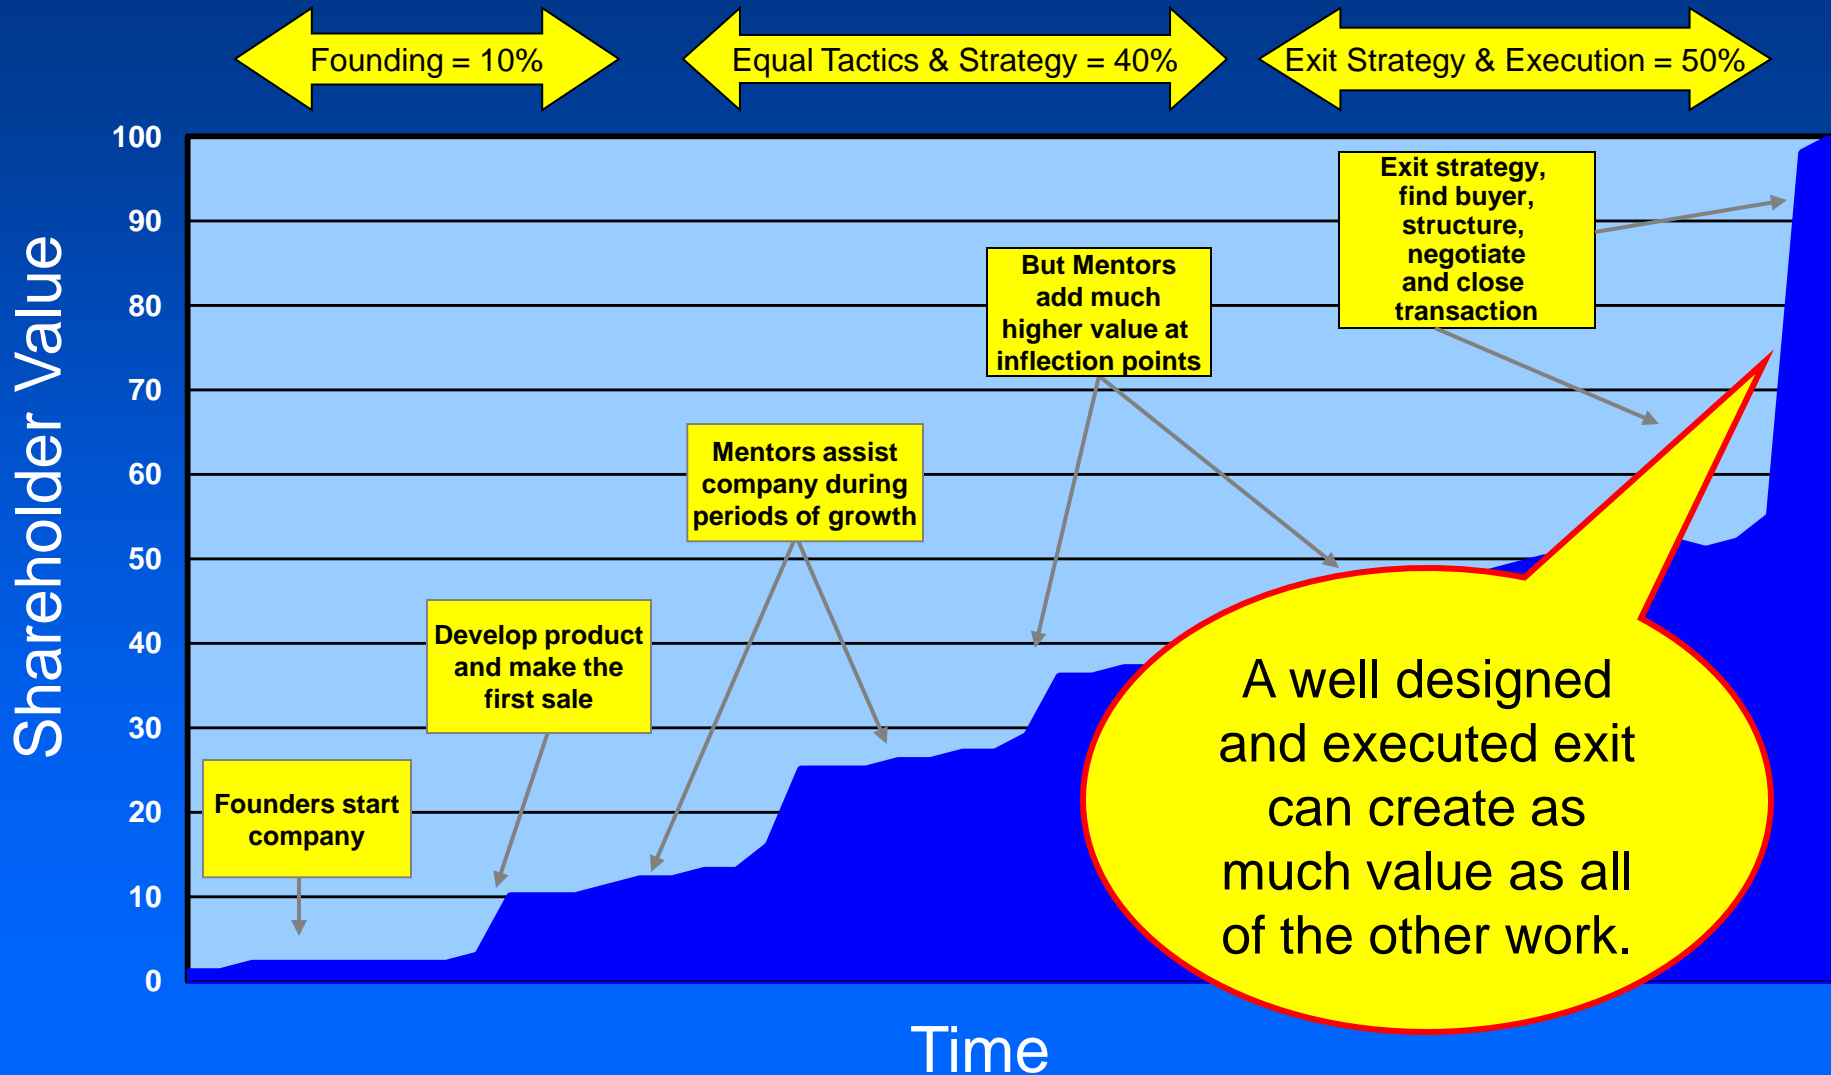 Founding = 10%
Equal Tactics & Strategy = 40%
Exit Strategy & Execution = 50%
Shareholder Value
100
90
80
70
60
50
40
30
20
10
0
Founders start
company
Develop product
and make the
first sale
Mentors assist
company during
periods of growth
But Mentors
add much
higher value at
inflection points
Exit strategy,
find buyer,
structure,
negotiate
and close
transaction
A well designed
and executed exit
can create as
much value as all
of the other work.
Time